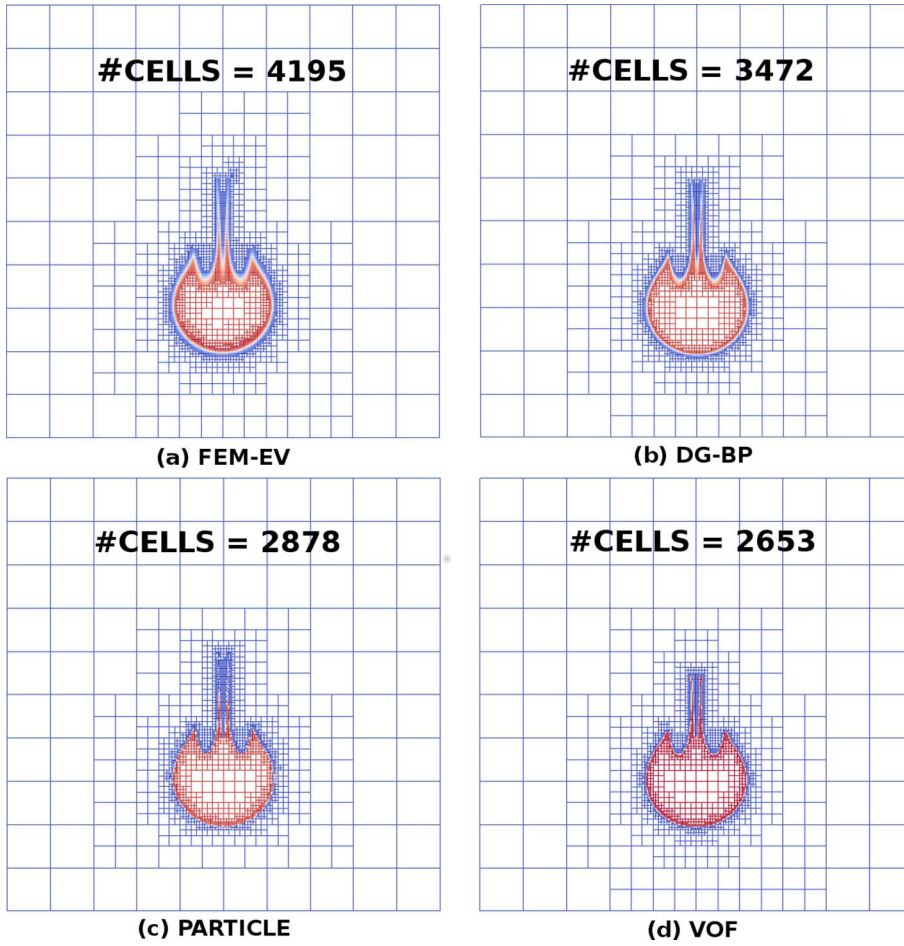 #CELLS = 4195
#CELLS = 3472
(a) FEM-EV
(b) DG-BP
#CELLS = 2878
#CELLS = 2653
(c) PARTICLE
(d) VOF